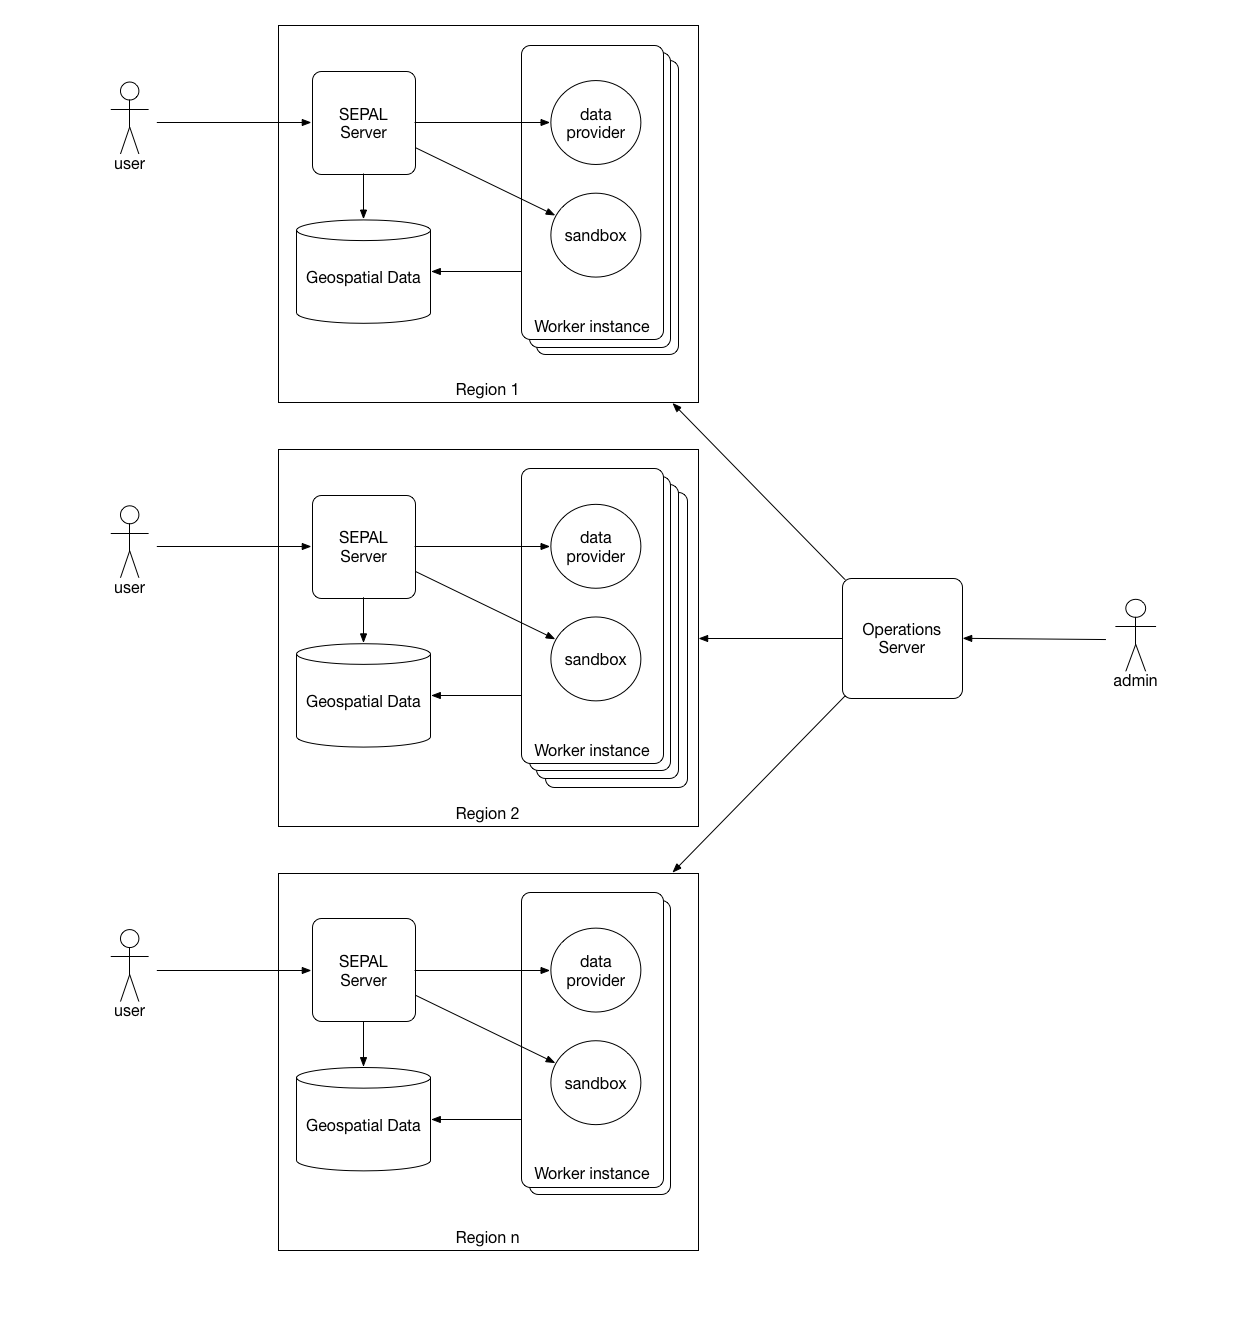 SEPAL
Server
data
provider
user
sandbox
Geospatial Data
Worker instance
Region 1
SEPAL
Server
data
provider
user
sandbox
Geospatial Data
Worker instance
Region 2
Operations
Server
admin
SEPAL
Server
data
provider
user
sandbox
Geospatial Data
Worker instance
Region n